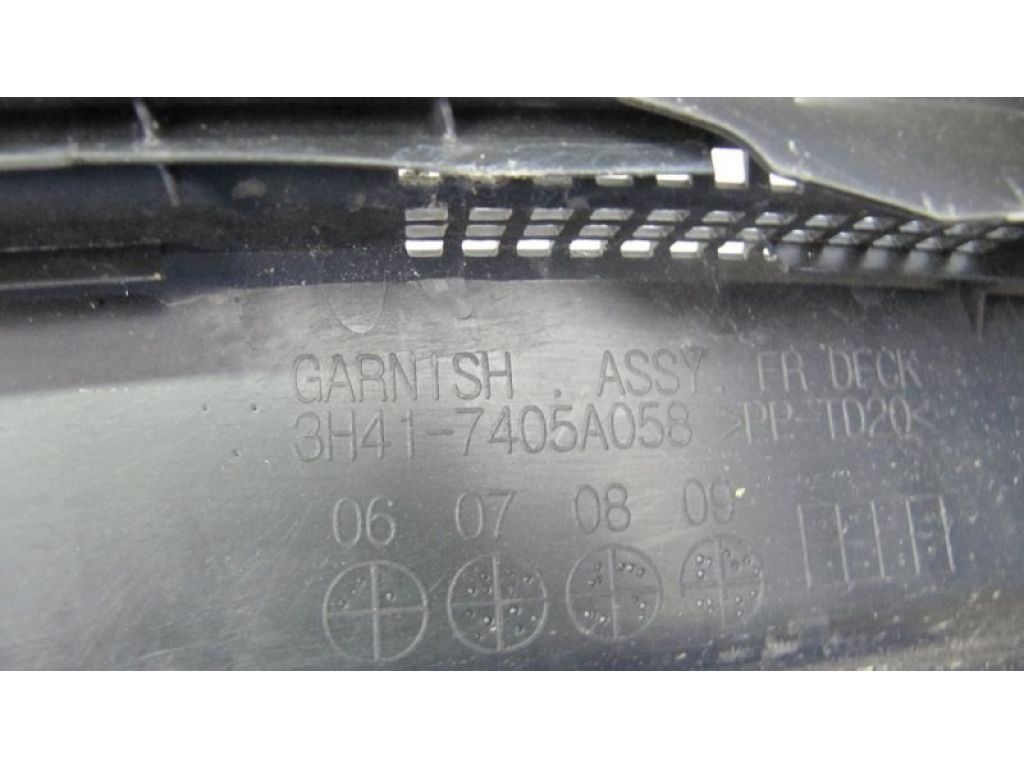 GARNISH . ASSY, FR DECK
3H41-7405A058 >PP-TD20<
06 07 08 09